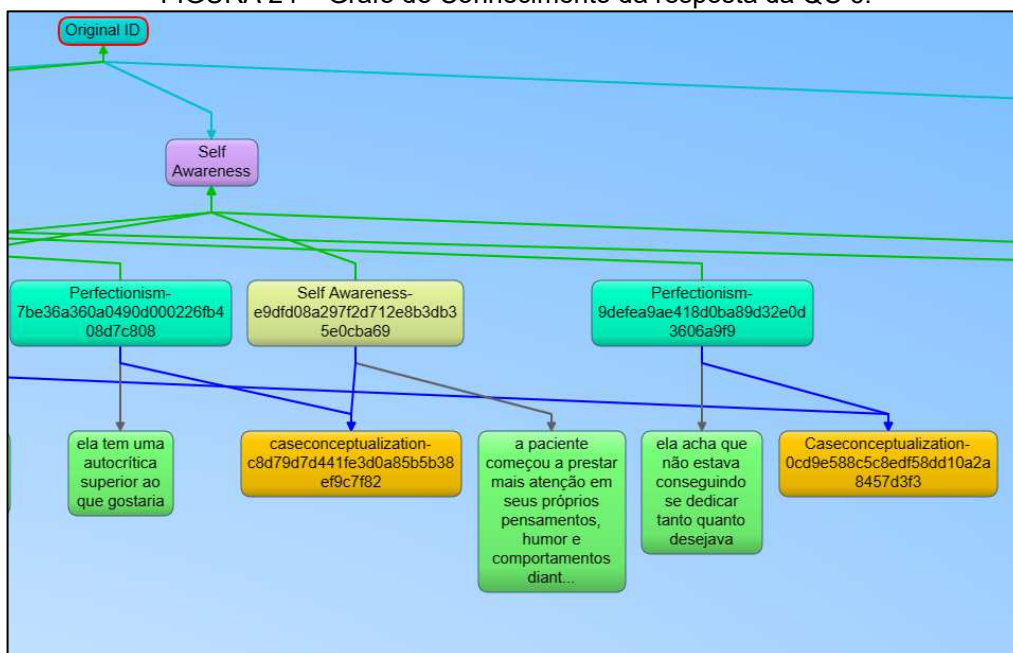 FIGURA 24 – Grafo do Conhecimento da resposta da QC 6.
Original ID
Self
Awareness
Perfectionism-
7be36a360a0490d000226fb4
08d7c808
Self Awareness-
e9dfd08a297f2d712e8b3db3
5e0cba69
Perfectionism-
9defea9ae418d0ba89d32e0d
3606a9f9
ela tem uma
autocrítica
superior ao
que gostaria
caseconceptualization-
c8d79d7d441fe3d0a85b5b38
ef9c7f82
a paciente
começou a prestar
mais atenção em
seus próprios
pensamentos,
humor e
comportamentos
diant...
ela acha que
não estava
conseguindo
se dedicar
tanto quanto
desejava
Caseconceptualization-
0cd9e588c5c8edf58dd10a2a
8457d3f3